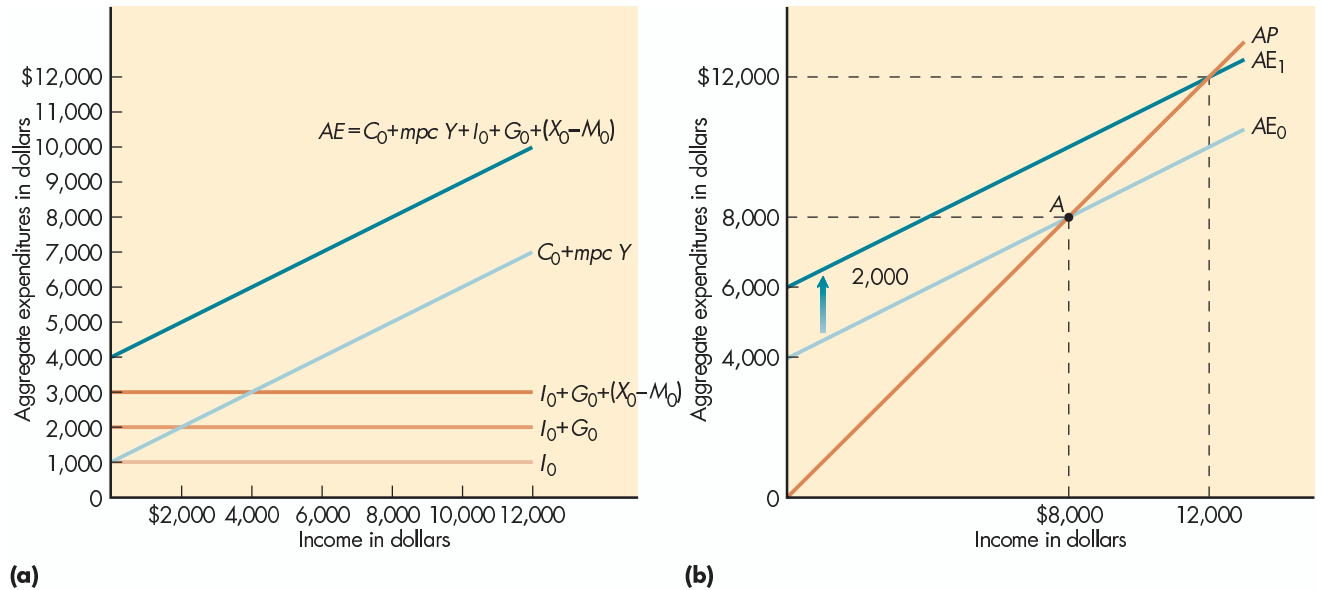 Aggregate expenditures in dollars
$12,000
11,000
10,000
9,000
8,000
7,000
6,000
5,000
4,000
3,000
2,000
1,000
0
AE=C₀+mpc Y+I₀+G₀+(X₀–M₀)
C₀+mpc Y
I₀+G₀+(X₀–M₀)
I₀+G₀
I₀
$2,000 4,000 6,000 8,000 10,000 12,000
Income in dollars
(a)
Aggregate expenditures in dollars
$12,000
8,000
6,000
4,000
0
AP
AE₁
AE₀
A
2,000
$8,000 12,000
Income in dollars
(b)